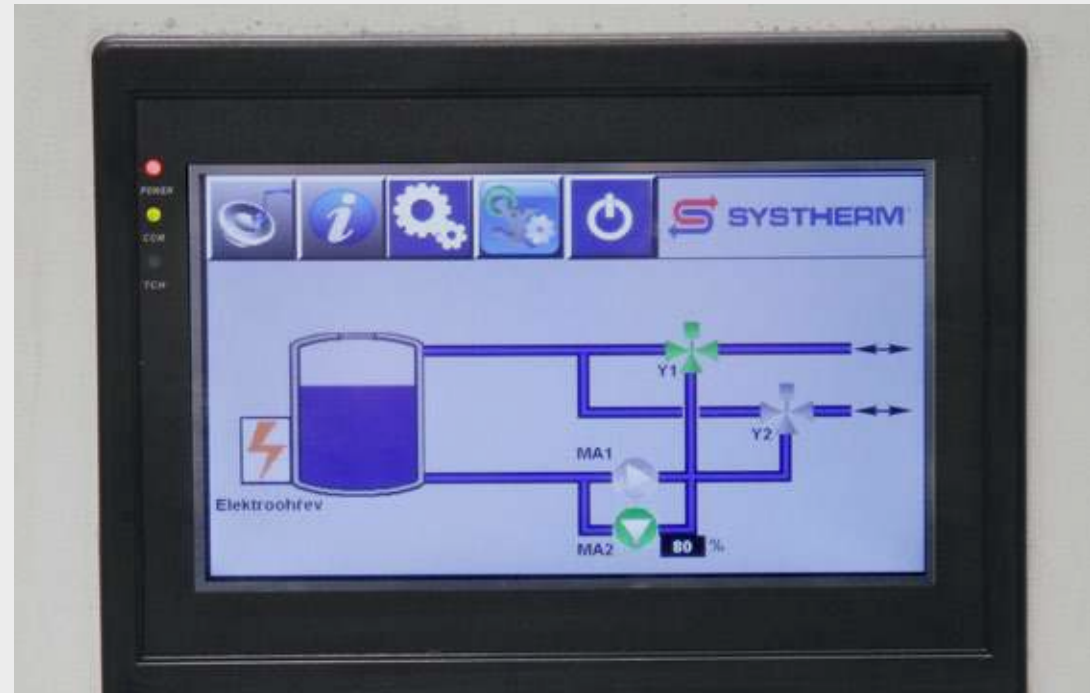 POWER
COM
TCH
i
SYSTHERM
Y1
Y2
MA1
Elektroohřev
MA2
80 %